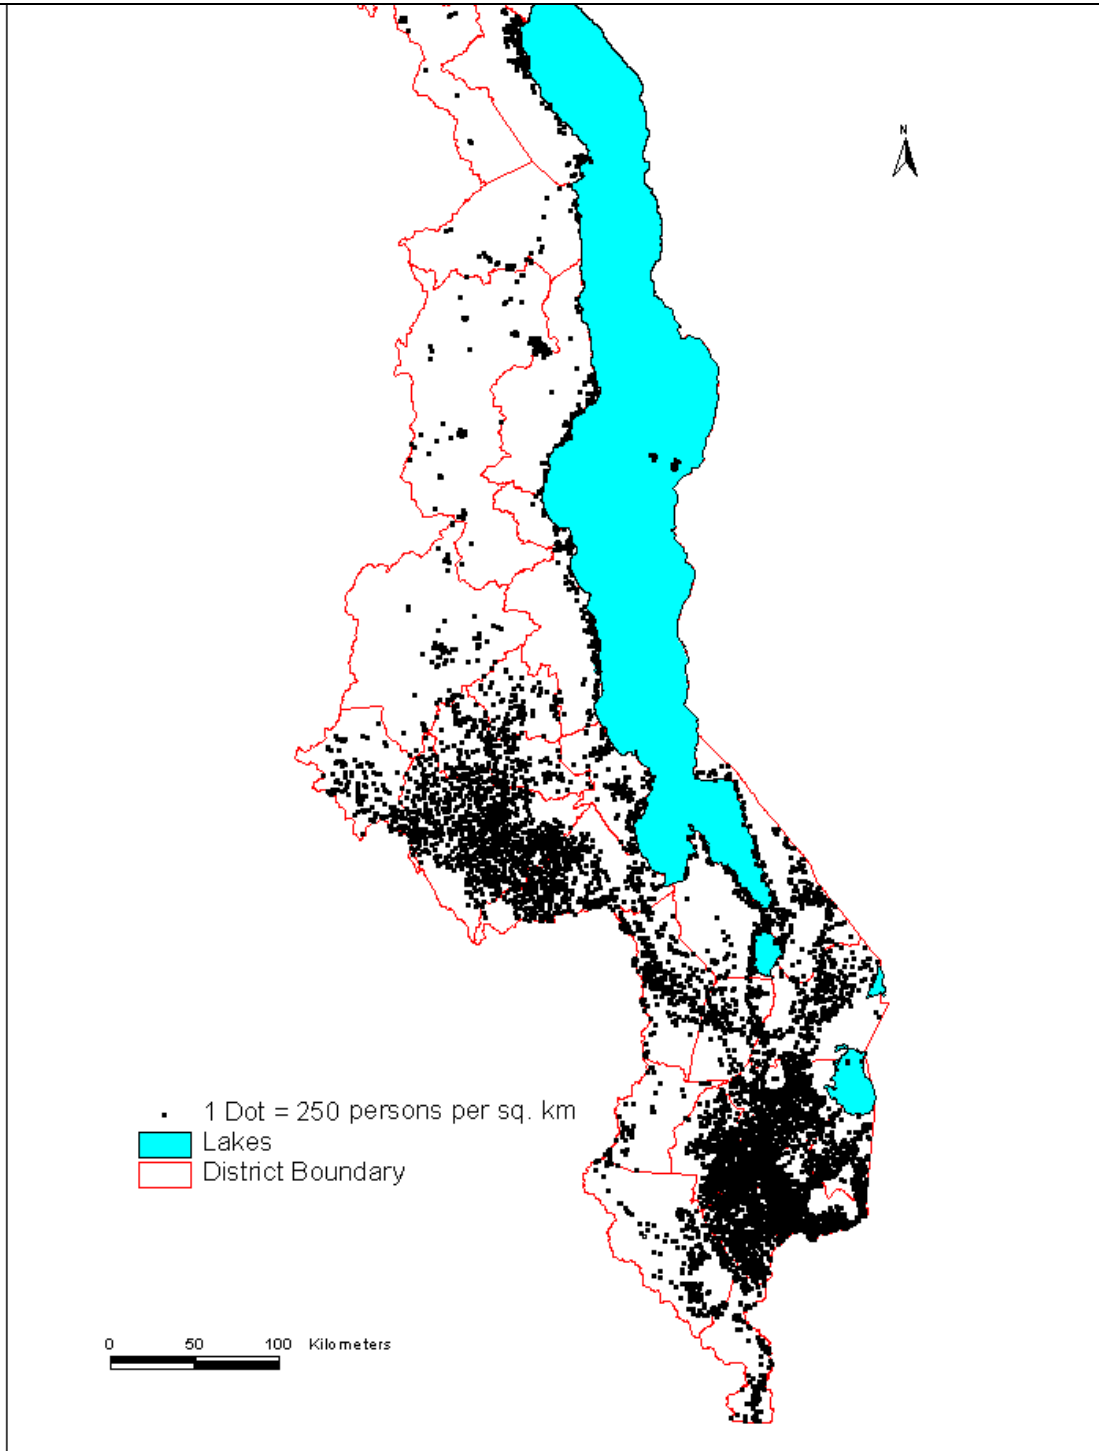 N
1 Dot = 250 persons per sq. km
Lakes
District Boundary
0 50 100 Kilometers